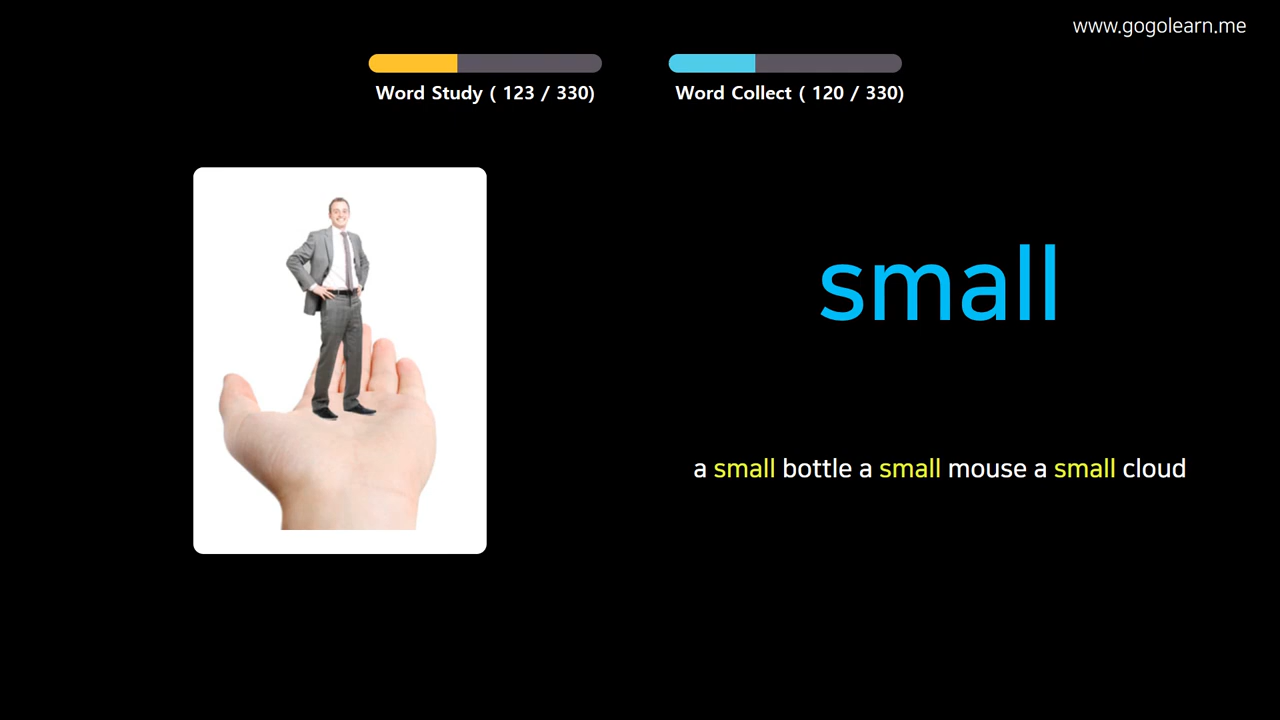 www.gogolearn.me
Word Study ( 123 / 330)
Word Collect ( 120 / 330)
small
a small bottle a small mouse a small cloud